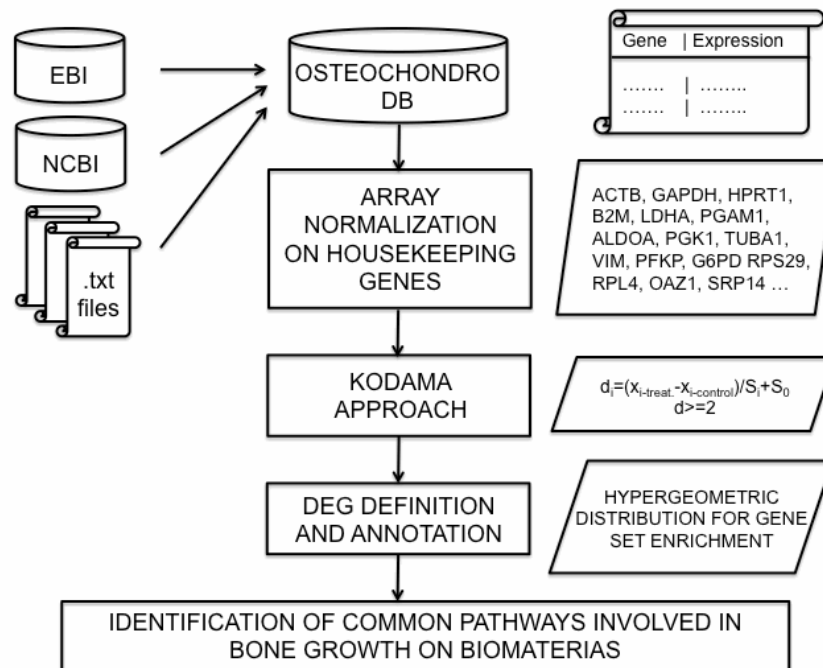 EBI
NCBI
.txt
files
OSTEOCHONDRO
DB
Gene | Expression
……. | ……..
……. | ……..
ARRAY
NORMALIZATION
ON HOUSEKEEPING
GENES
ACTB, GAPDH, HPRT1,
B2M, LDHA, PGAM1,
ALDOA, PGK1, TUBA1,
VIM, PFKP, G6PD RPS29,
RPL4, OAZ1, SRP14 …
KODAMA
APPROACH
dᵢ=(x_{i-treat.}-x_{i-control})/Sᵢ+S₀
d>=2
DEG DEFINITION
AND ANNOTATION
HYPERGEOMETRIC
DISTRIBUTION FOR GENE
SET ENRICHMENT
IDENTIFICATION OF COMMON PATHWAYS INVOLVED IN
BONE GROWTH ON BIOMATERIAS